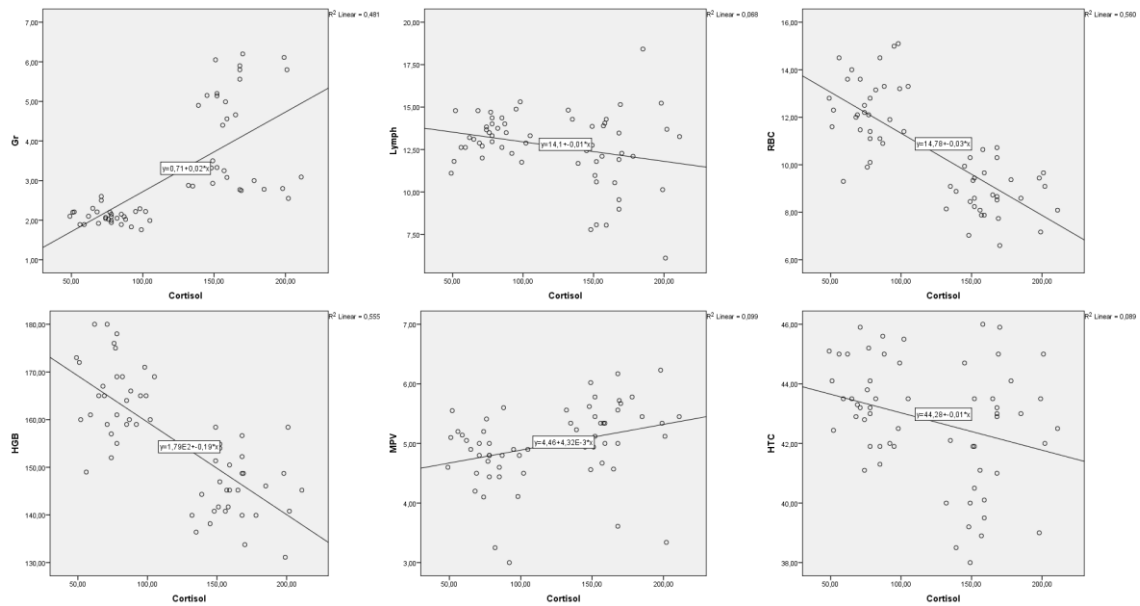 R² Linear = 0,481
7,00
6,00
5,00
4,00
3,00
2,00
1,00
Gr
y=0,71+0,02*x
50,00 100,00 150,00 200,00
Cortisol
R² Linear = 0,068
20,00
17,50
15,00
12,50
10,00
7,50
Lymph
y=14,1+-0,01*x
50,00 100,00 150,00 200,00
Cortisol
R² Linear = 0,560
16,00
14,00
12,00
10,00
8,00
6,00
RBC
y=14,78+-0,03*x
50,00 100,00 150,00 200,00
Cortisol
R² Linear = 0,555
180,00
170,00
160,00
150,00
140,00
130,00
HGB
y=1,79E2+-0,19*x
50,00 100,00 150,00 200,00
Cortisol
R² Linear = 0,099
7,00
6,00
5,00
4,00
3,00
MPV
y=4,46+4,32E-3*x
50,00 100,00 150,00 200,00
Cortisol
R² Linear = 0,089
46,00
44,00
42,00
40,00
38,00
HTC
y=44,28+-0,01*x
50,00 100,00 150,00 200,00
Cortisol